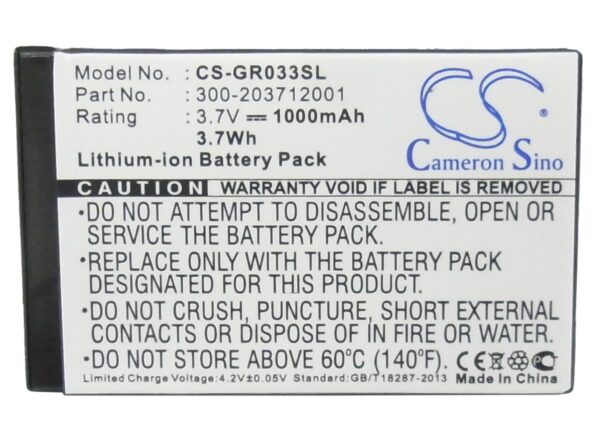 Model No. : CS-GR033SL
Part No. : 300-203712001
Rating : 3.7V ⎓ 1000mAh
3.7Wh
Lithium-ion Battery Pack
CS
Cameron Sino
CAUTION WARRANTY VOID IF LABEL IS REMOVED
•DO NOT ATTEMPT TO DISASSEMBLE, OPEN OR SERVICE THE BATTERY PACK.
•REPLACE ONLY WITH THE BATTERY PACK DESIGNATED FOR THIS PRODUCT.
•DO NOT CRUSH, PUNCTURE, SHORT EXTERNAL CONTACTS, OR DISPOSE OF IN FIRE OR WATER.
•DO NOT STORE ABOVE 60°C (140°F).
Limited Charge Voltage:4.2V±0.05V Standard:GB/T18287-2013
CE
Made In China